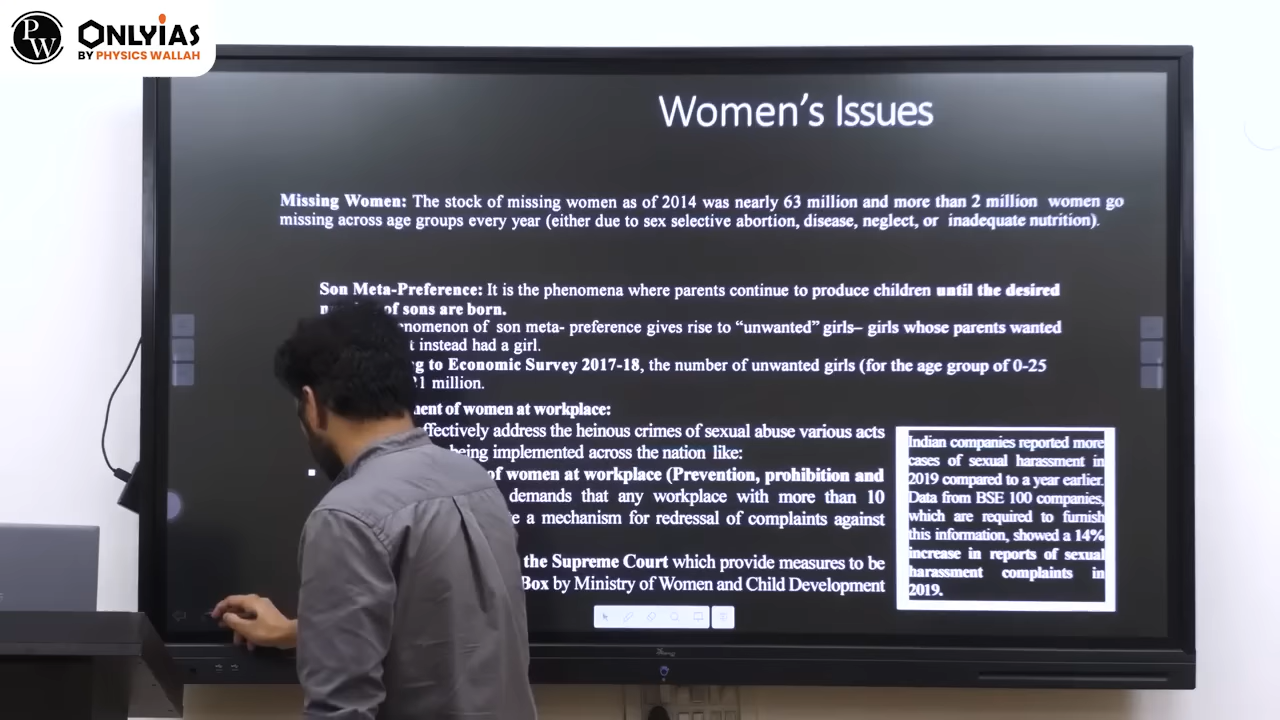 PW
ONLYIAS
BY PHYSICS WALLAH
Women's Issues
Missing Women: The stock of missing women as of 2014 was nearly 63 million and more than 2 million women go
missing across age groups every year (either due to sex selective abortion, disease, neglect, or inadequate nutrition).
Son Meta-Preference: It is the phenomena where parents continue to produce children until the desired
of sons are born.
of son meta- preference gives rise to “unwanted” girls– girls whose parents wanted
instead had a girl.
to Economic Survey 2017-18, the number of unwanted girls (for the age group of 0-25
million.
of women at workplace:
address the heinous crimes of sexual abuse various acts
being implemented across the nation like:
of women at workplace (Prevention, prohibition and
demands that any workplace with more than 10
a mechanism for redressal of complaints against
the Supreme Court which provide measures to be
Box by Ministry of Women and Child Development
Indian companies reported more
cases of sexual harassment in
2019 compared to a year earlier.
Data from BSE 100 companies,
which are required to furnish
this information, showed a 14%
increase in reports of sexual
harassment complaints in
2019.